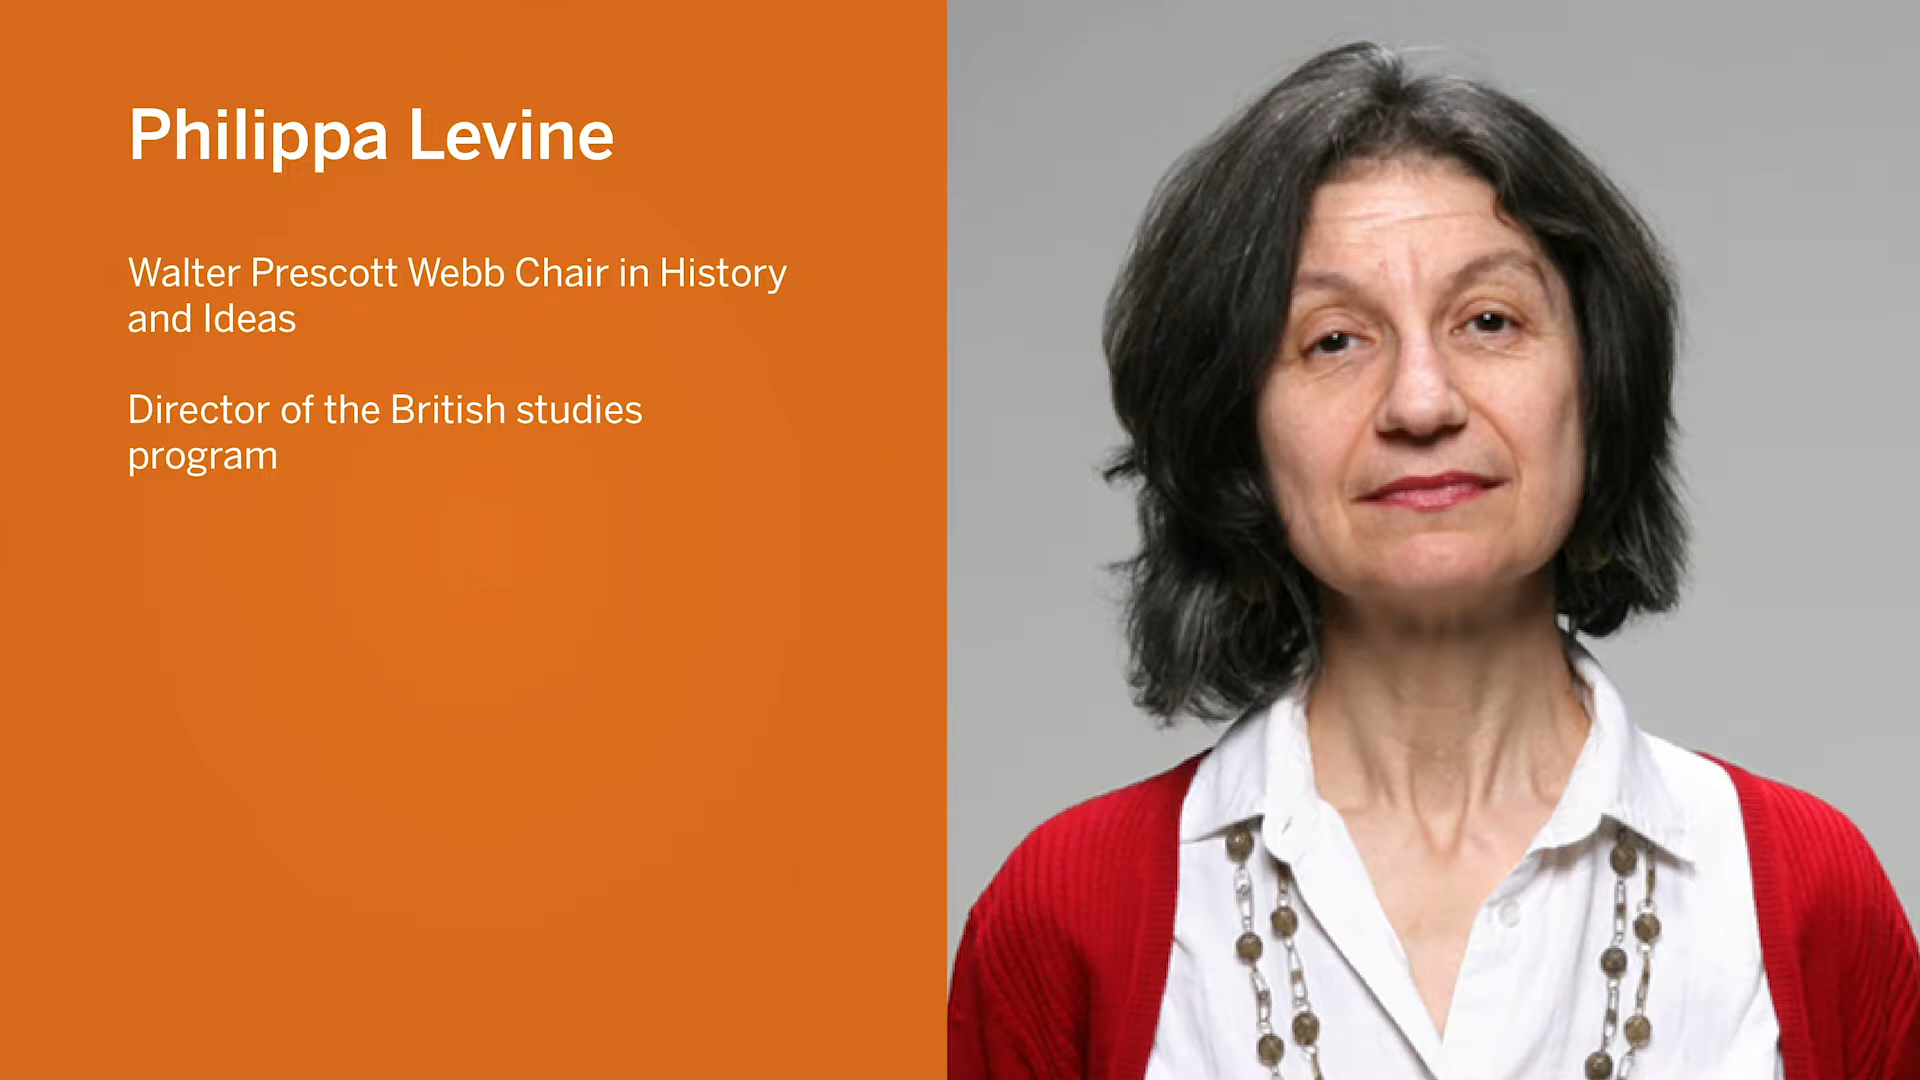 Philippa Levine
Walter Prescott Webb Chair in History
and Ideas
Director of the British studies
program